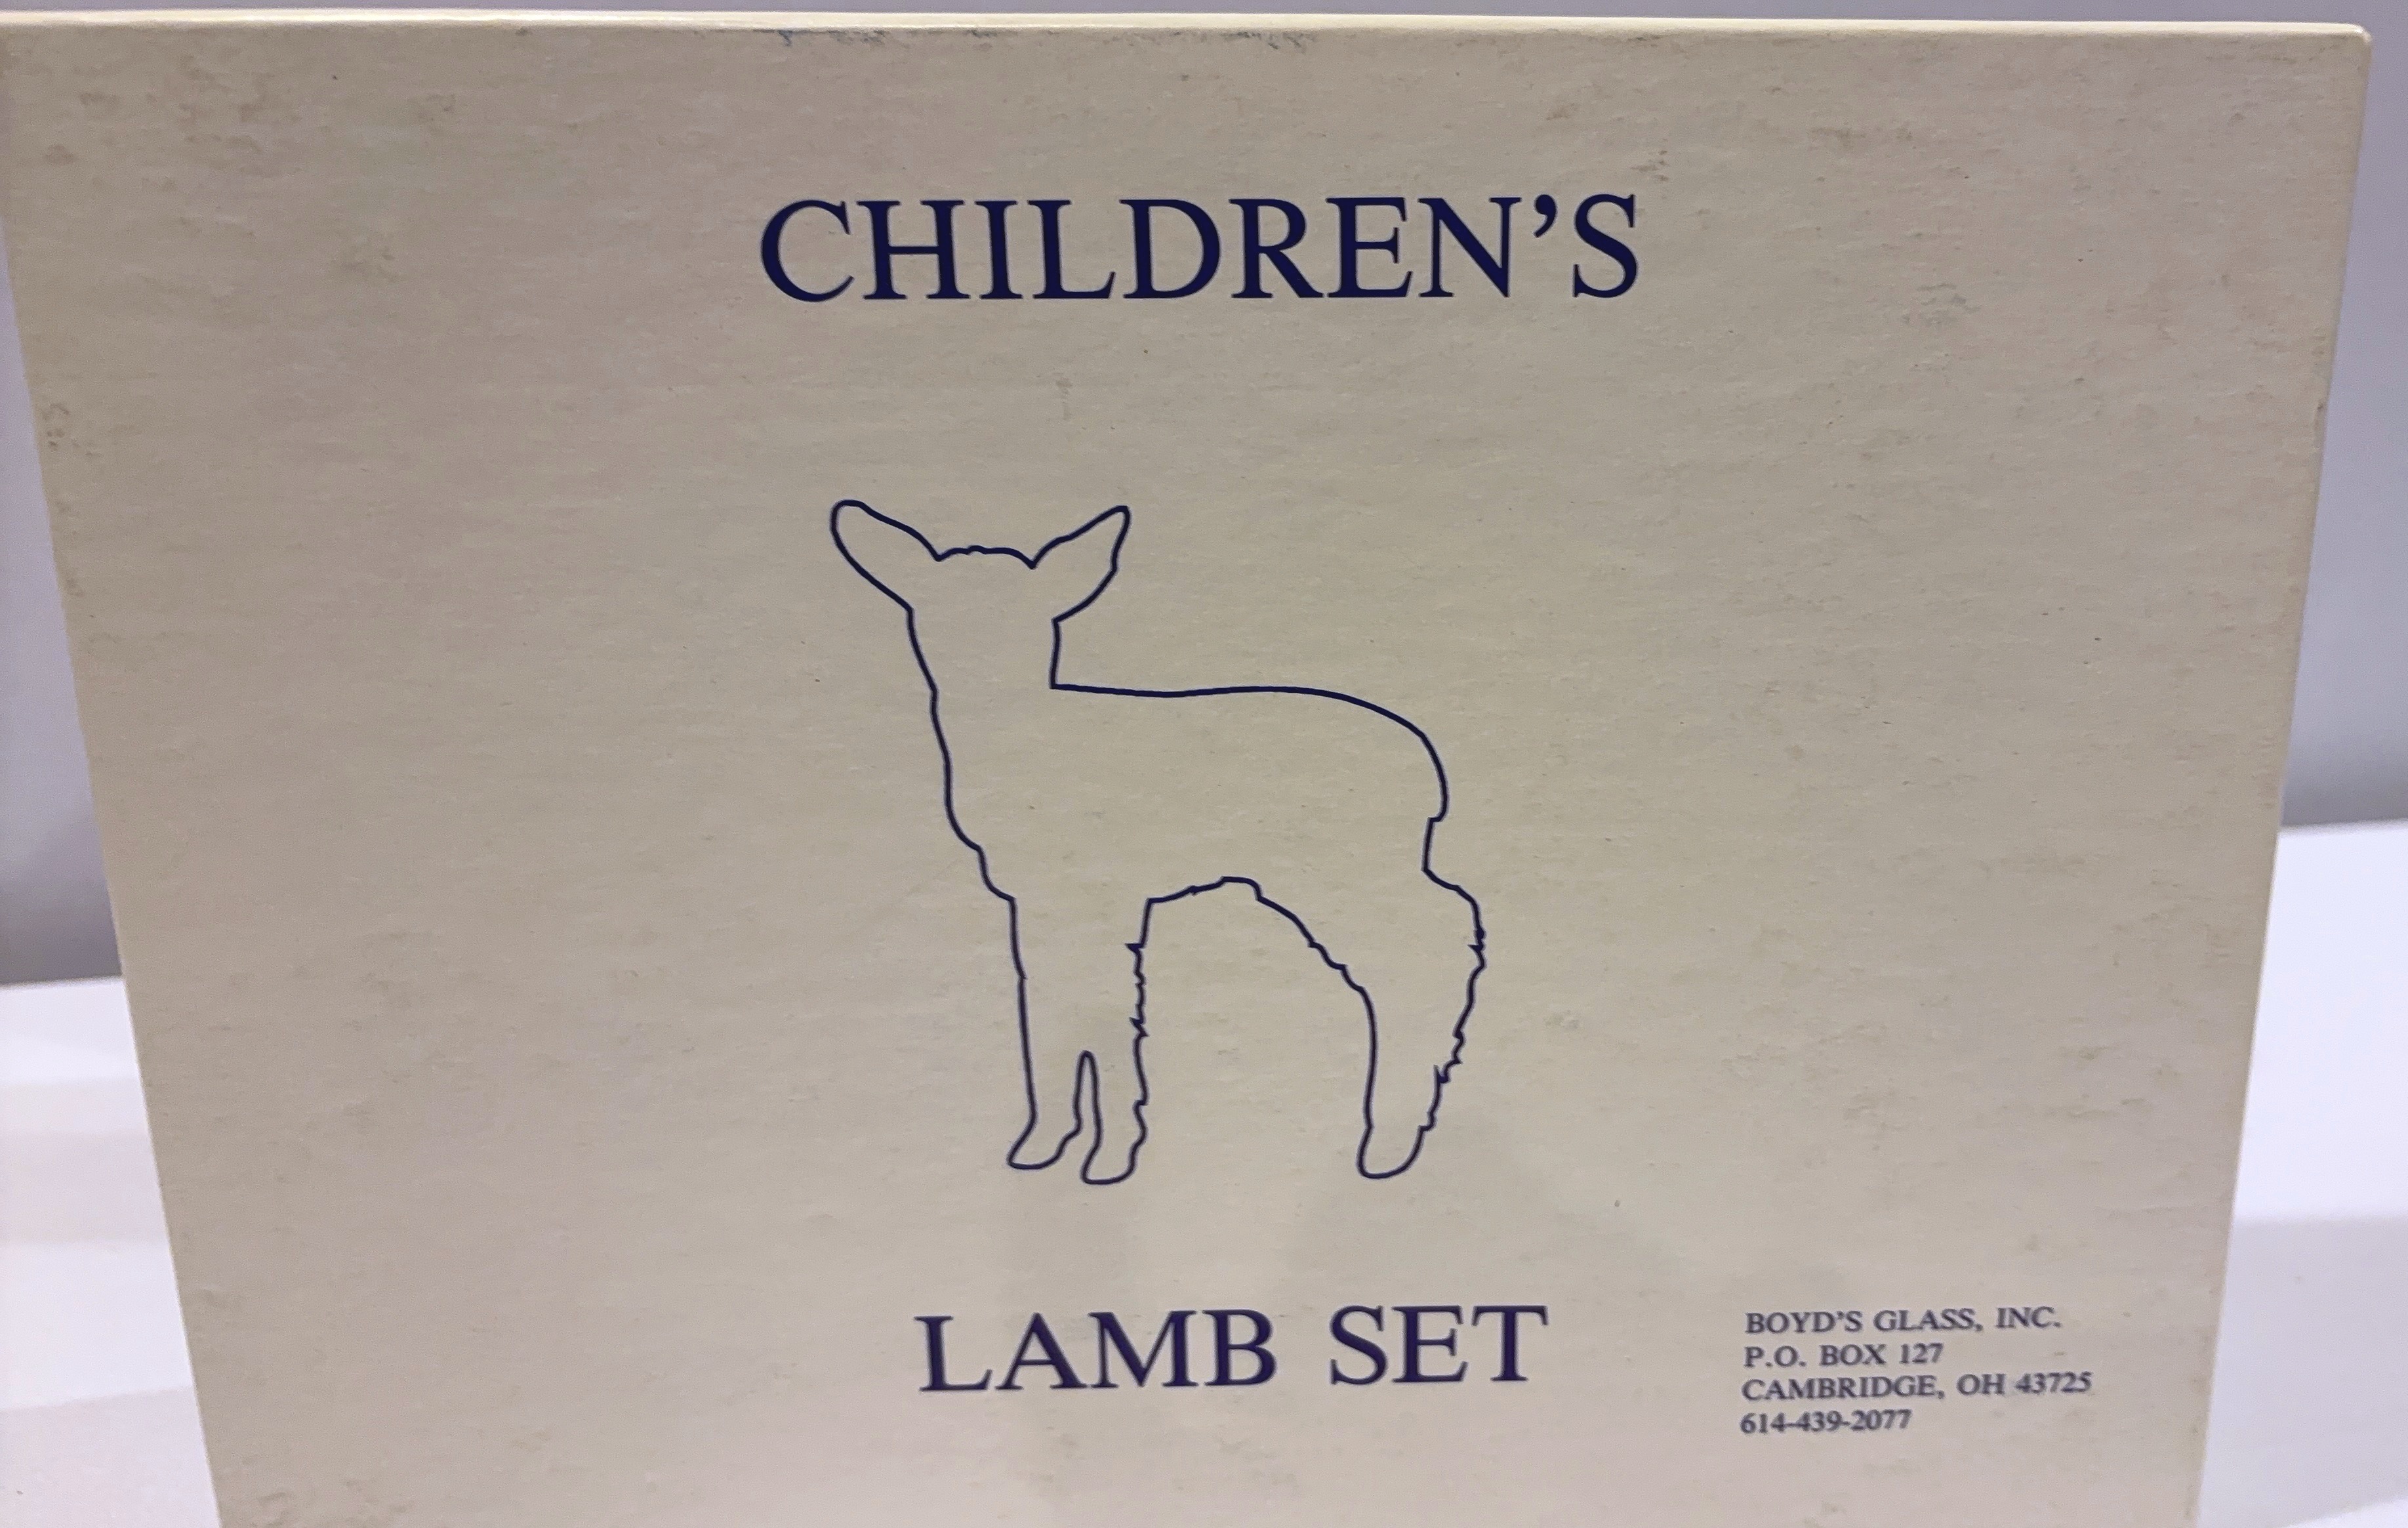 CHILDREN'S
LAMB SET
BOYD'S GLASS, INC.
P.O. BOX 127
CAMBRIDGE, OH 43725
614-439-2077